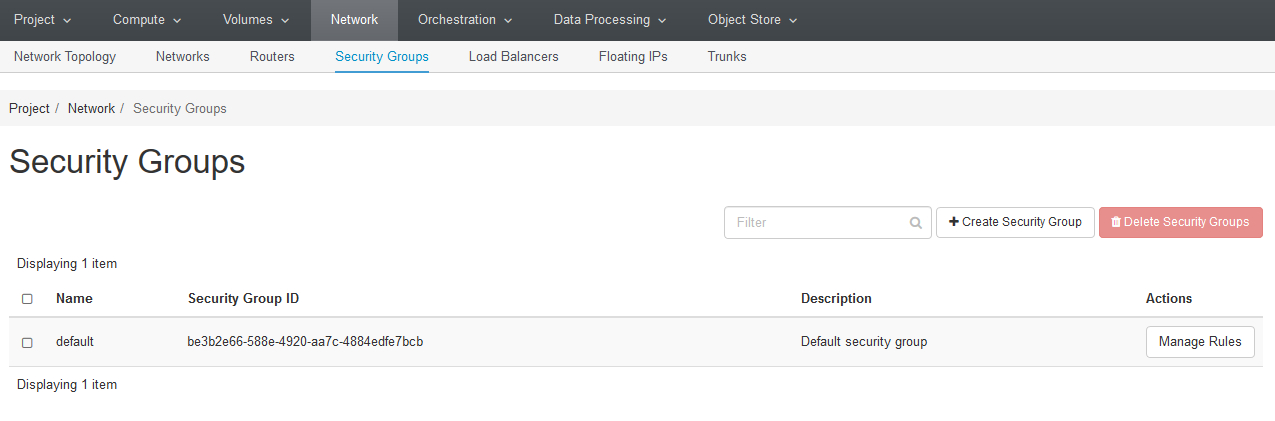 Project Compute Volumes Network Orchestration Data Processing Object Store
Network Topology Networks Routers Security Groups Load Balancers Floating IPs Trunks
Project / Network / Security Groups
Security Groups
Filter Create Security Group Delete Security Groups
Displaying 1 item
Name Security Group ID Description Actions
default be3b2e66-588e-4920-aa7c-4884edfe7bcb Default security group Manage Rules
Displaying 1 item